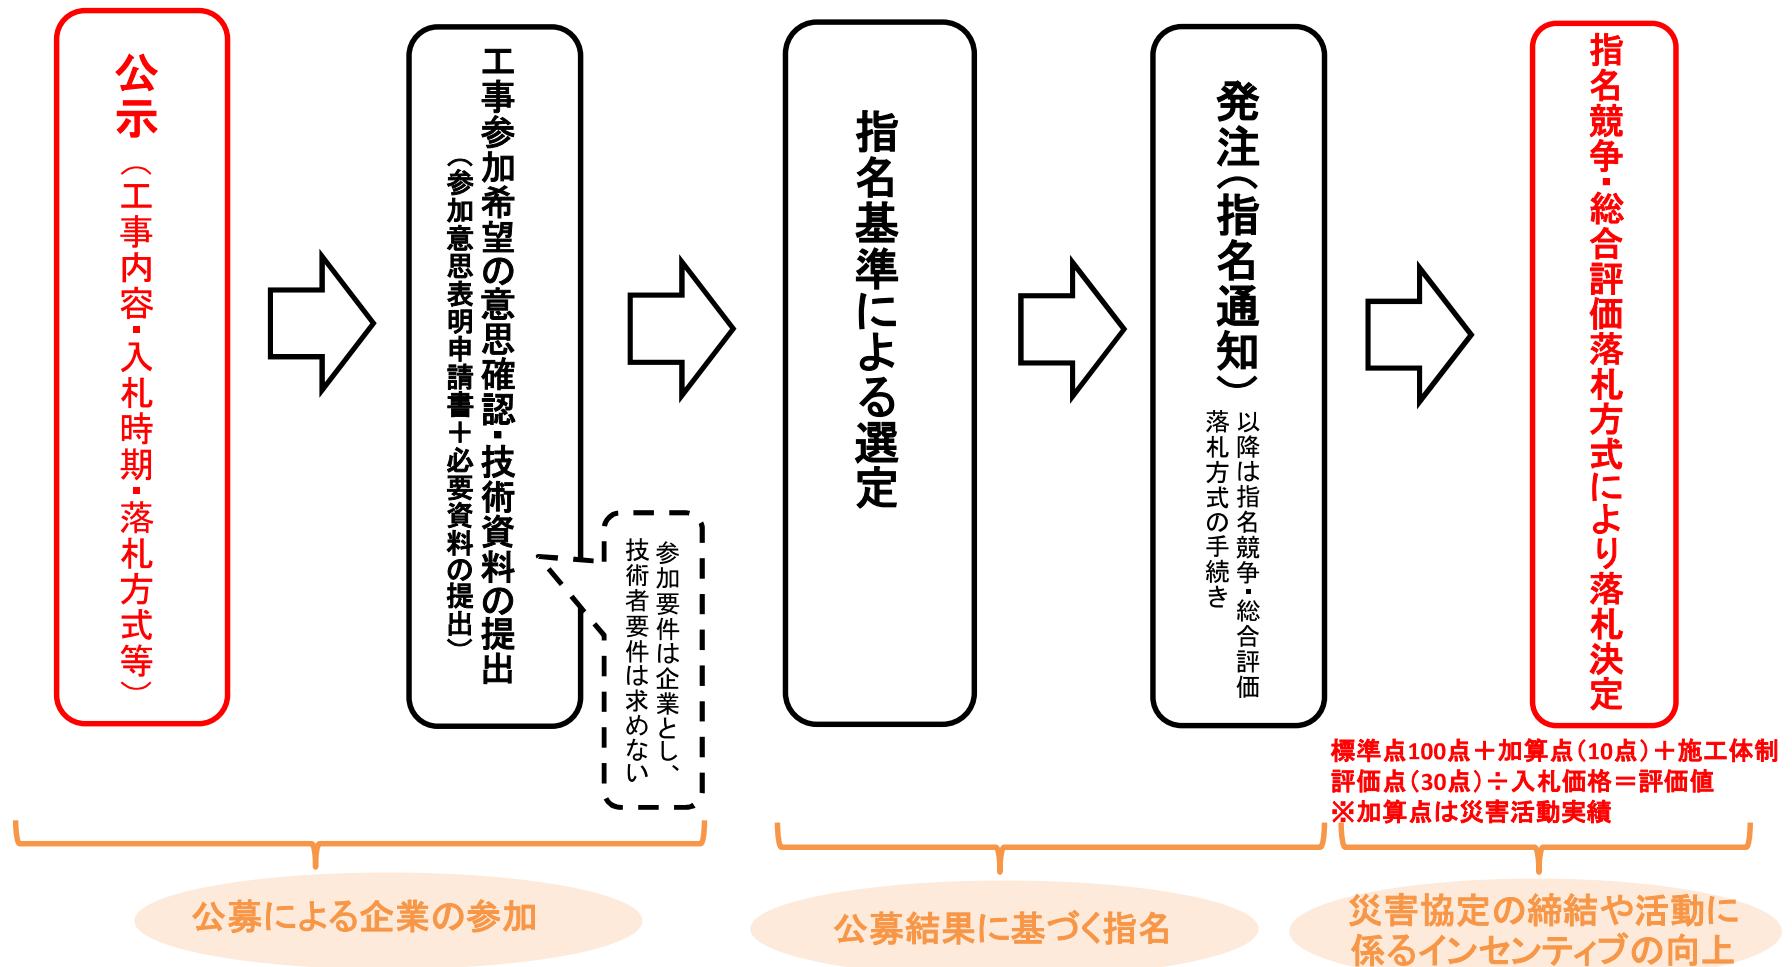 公示（工事内容・入札時期・落札方式等）
工事参加希望の意思確認・技術資料の提出
（参加意思表明申請書＋必要資料の提出）
参加要件は企業とし、
技術者要件は求めない
指名基準による選定
発注（指名通知）
以降は指名競争・総合評価
落札方式の手続き
指名競争・総合評価落札方式により落札決定
標準点100点＋加算点（10点）＋施工体制
評価点（30点）÷入札価格＝評価値
※加算点は災害活動実績
公募による企業の参加
公募結果に基づく指名
災害協定の締結や活動に
係るインセンティブの向上